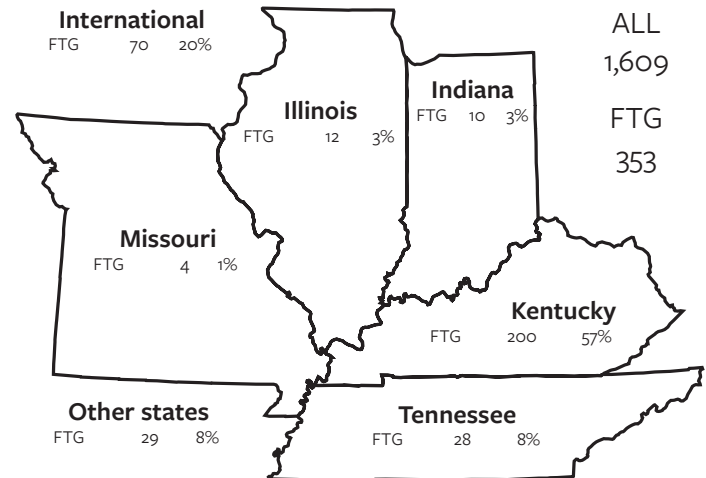 International
FTG 70 20%
ALL
1,609
FTG
353
Illinois
FTG 12 3%
Indiana
FTG 10 3%
Missouri
FTG 4 1%
Kentucky
FTG 200 57%
Other states
FTG 29 8%
Tennessee
FTG 28 8%